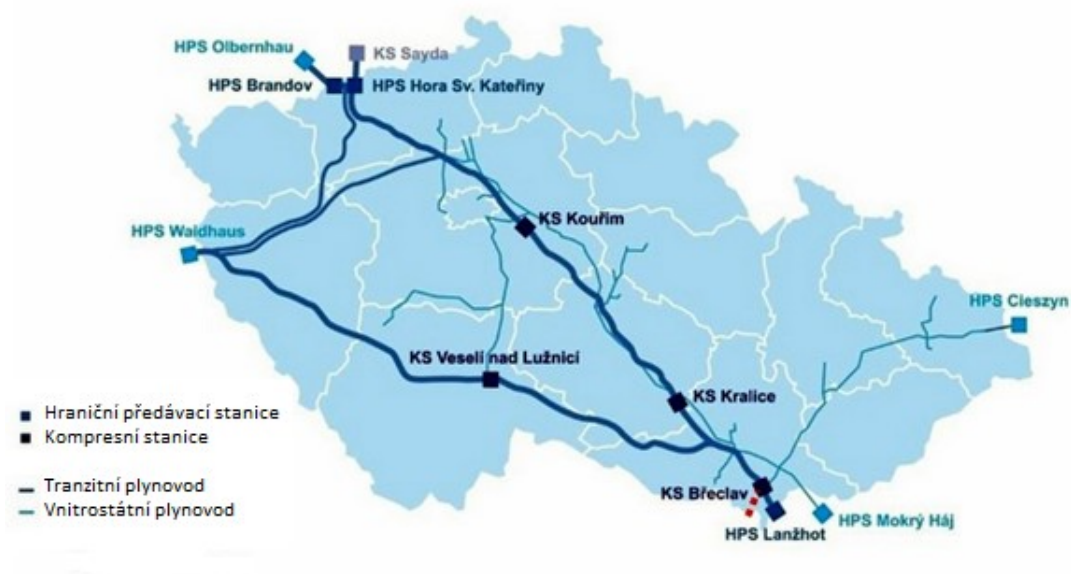 HPS Olbernhau
KS Sayda
HPS Brandov
HPS Hora Sv. Kateřiny
KS Kouřim
HPS Waidhaus
HPS Cieszyn
KS Veselí nad Lužnicí
KS Kralice
Hraniční předávací stanice
Kompresní stanice
Tranzitní plynovod
Vnitrostátní plynovod
KS Břeclav
HPS Mokrý Háj
HPS Lanžhot